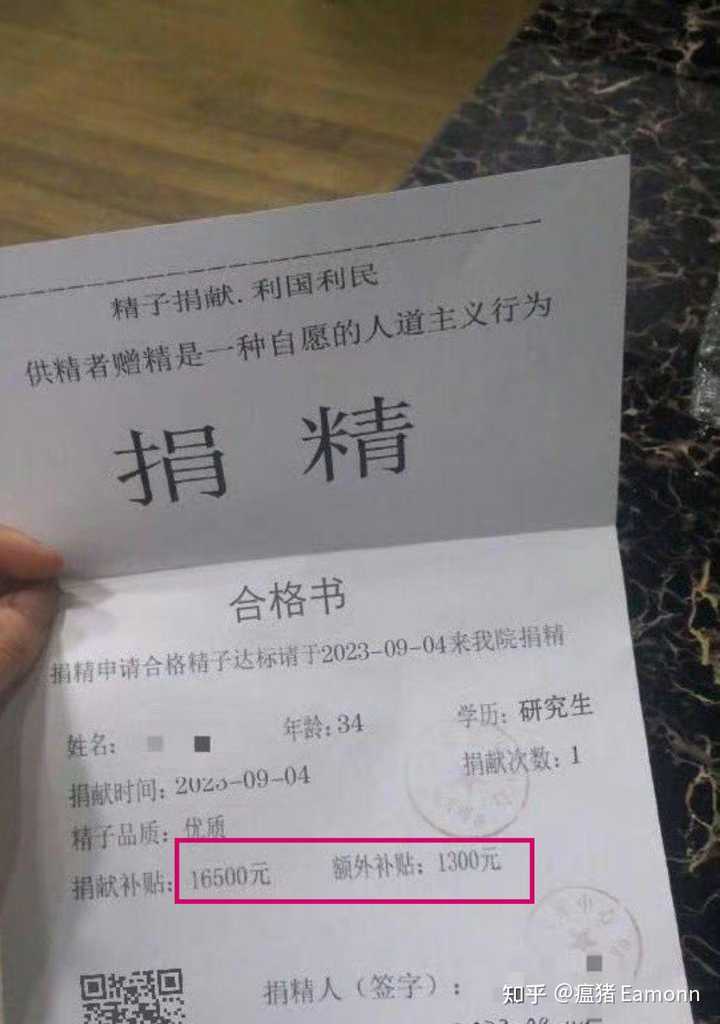 精子捐献.利国利民
供精者赠精是一种自愿的人道主义行为
捐 精
合格书
捐精申请合格精子达标请于2023-09-04来我院捐精
姓名: 年龄:34 学历:研究生
捐献时间:2023-09-04 捐献次数:1
精子品质:优质
捐献补贴:16500元 额外补贴:1300元
捐精人(签字):
知乎 @瘟猪 Eamonn